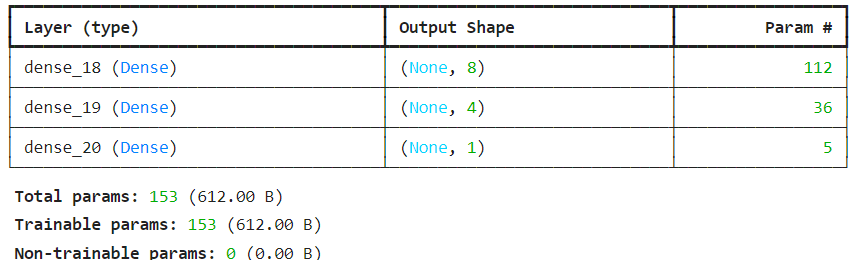 Layer (type) Output Shape Param #
dense_18 (Dense) (None, 8) 112
dense_19 (Dense) (None, 4) 36
dense_20 (Dense) (None, 1) 5
Total params: 153 (612.00 B)
Trainable params: 153 (612.00 B)
Non-trainable params: 0 (0.00 B)